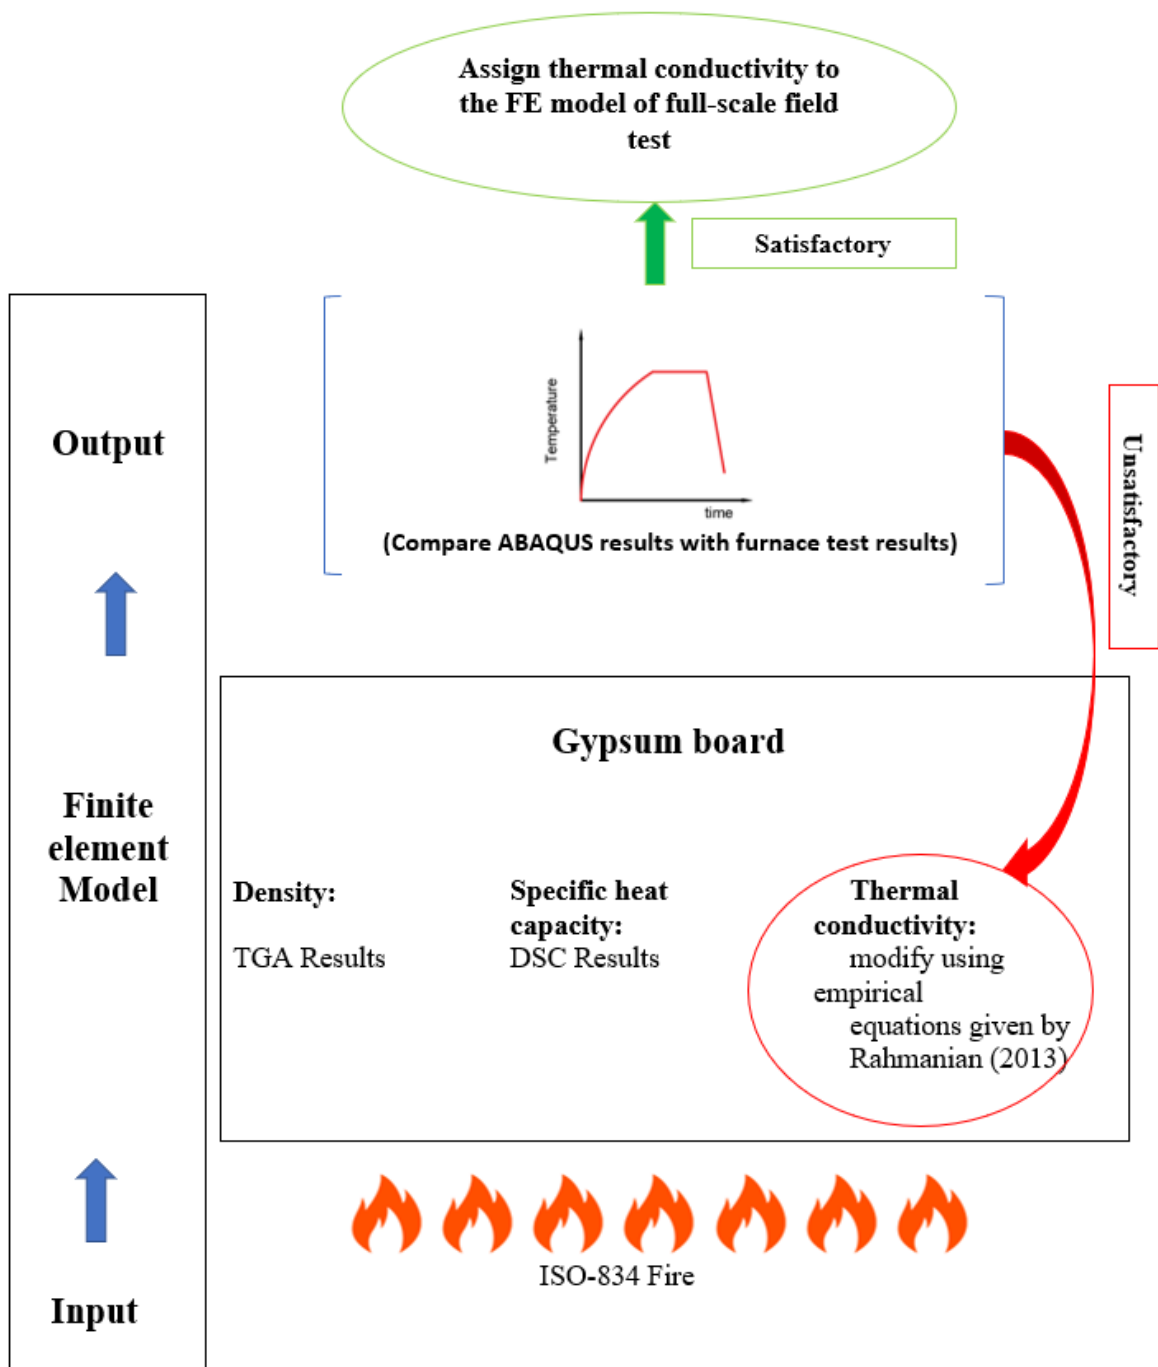 Assign thermal conductivity to
the FE model of full-scale field
test
Satisfactory
Output
Temperature
time
(Compare ABAQUS results with furnace test results)
Unsatisfactory
Finite
element
Model
Gypsum board
Density:
TGA Results
Specific heat
capacity:
DSC Results
Thermal
conductivity:
modify using
empirical
equations given by
Rahmanian (2013)
Input
ISO-834 Fire